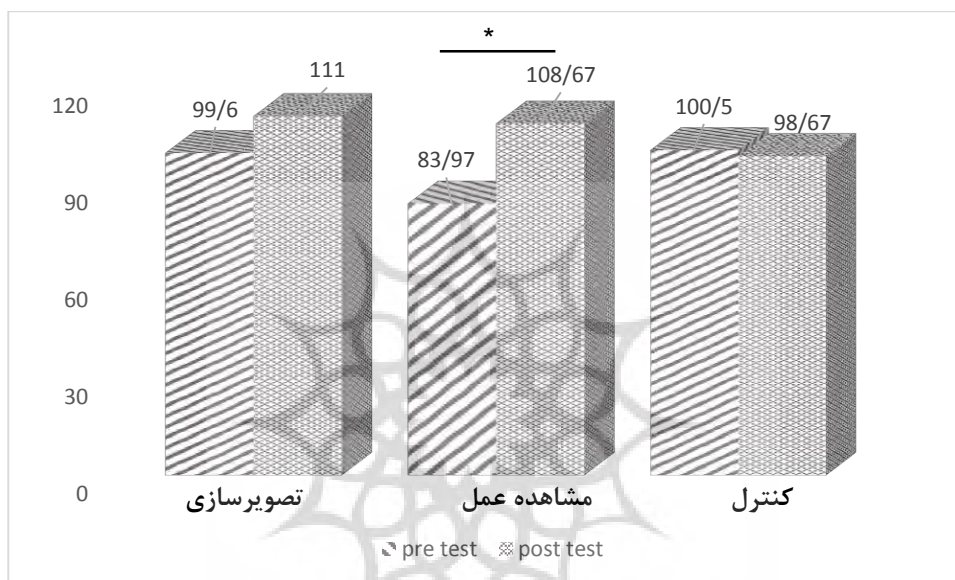 *
99/6
111
83/97
108/67
100/5
98/67
120
90
60
30
0
تصویرسازی
مشاهده عمل
کنترل
pre test
post test